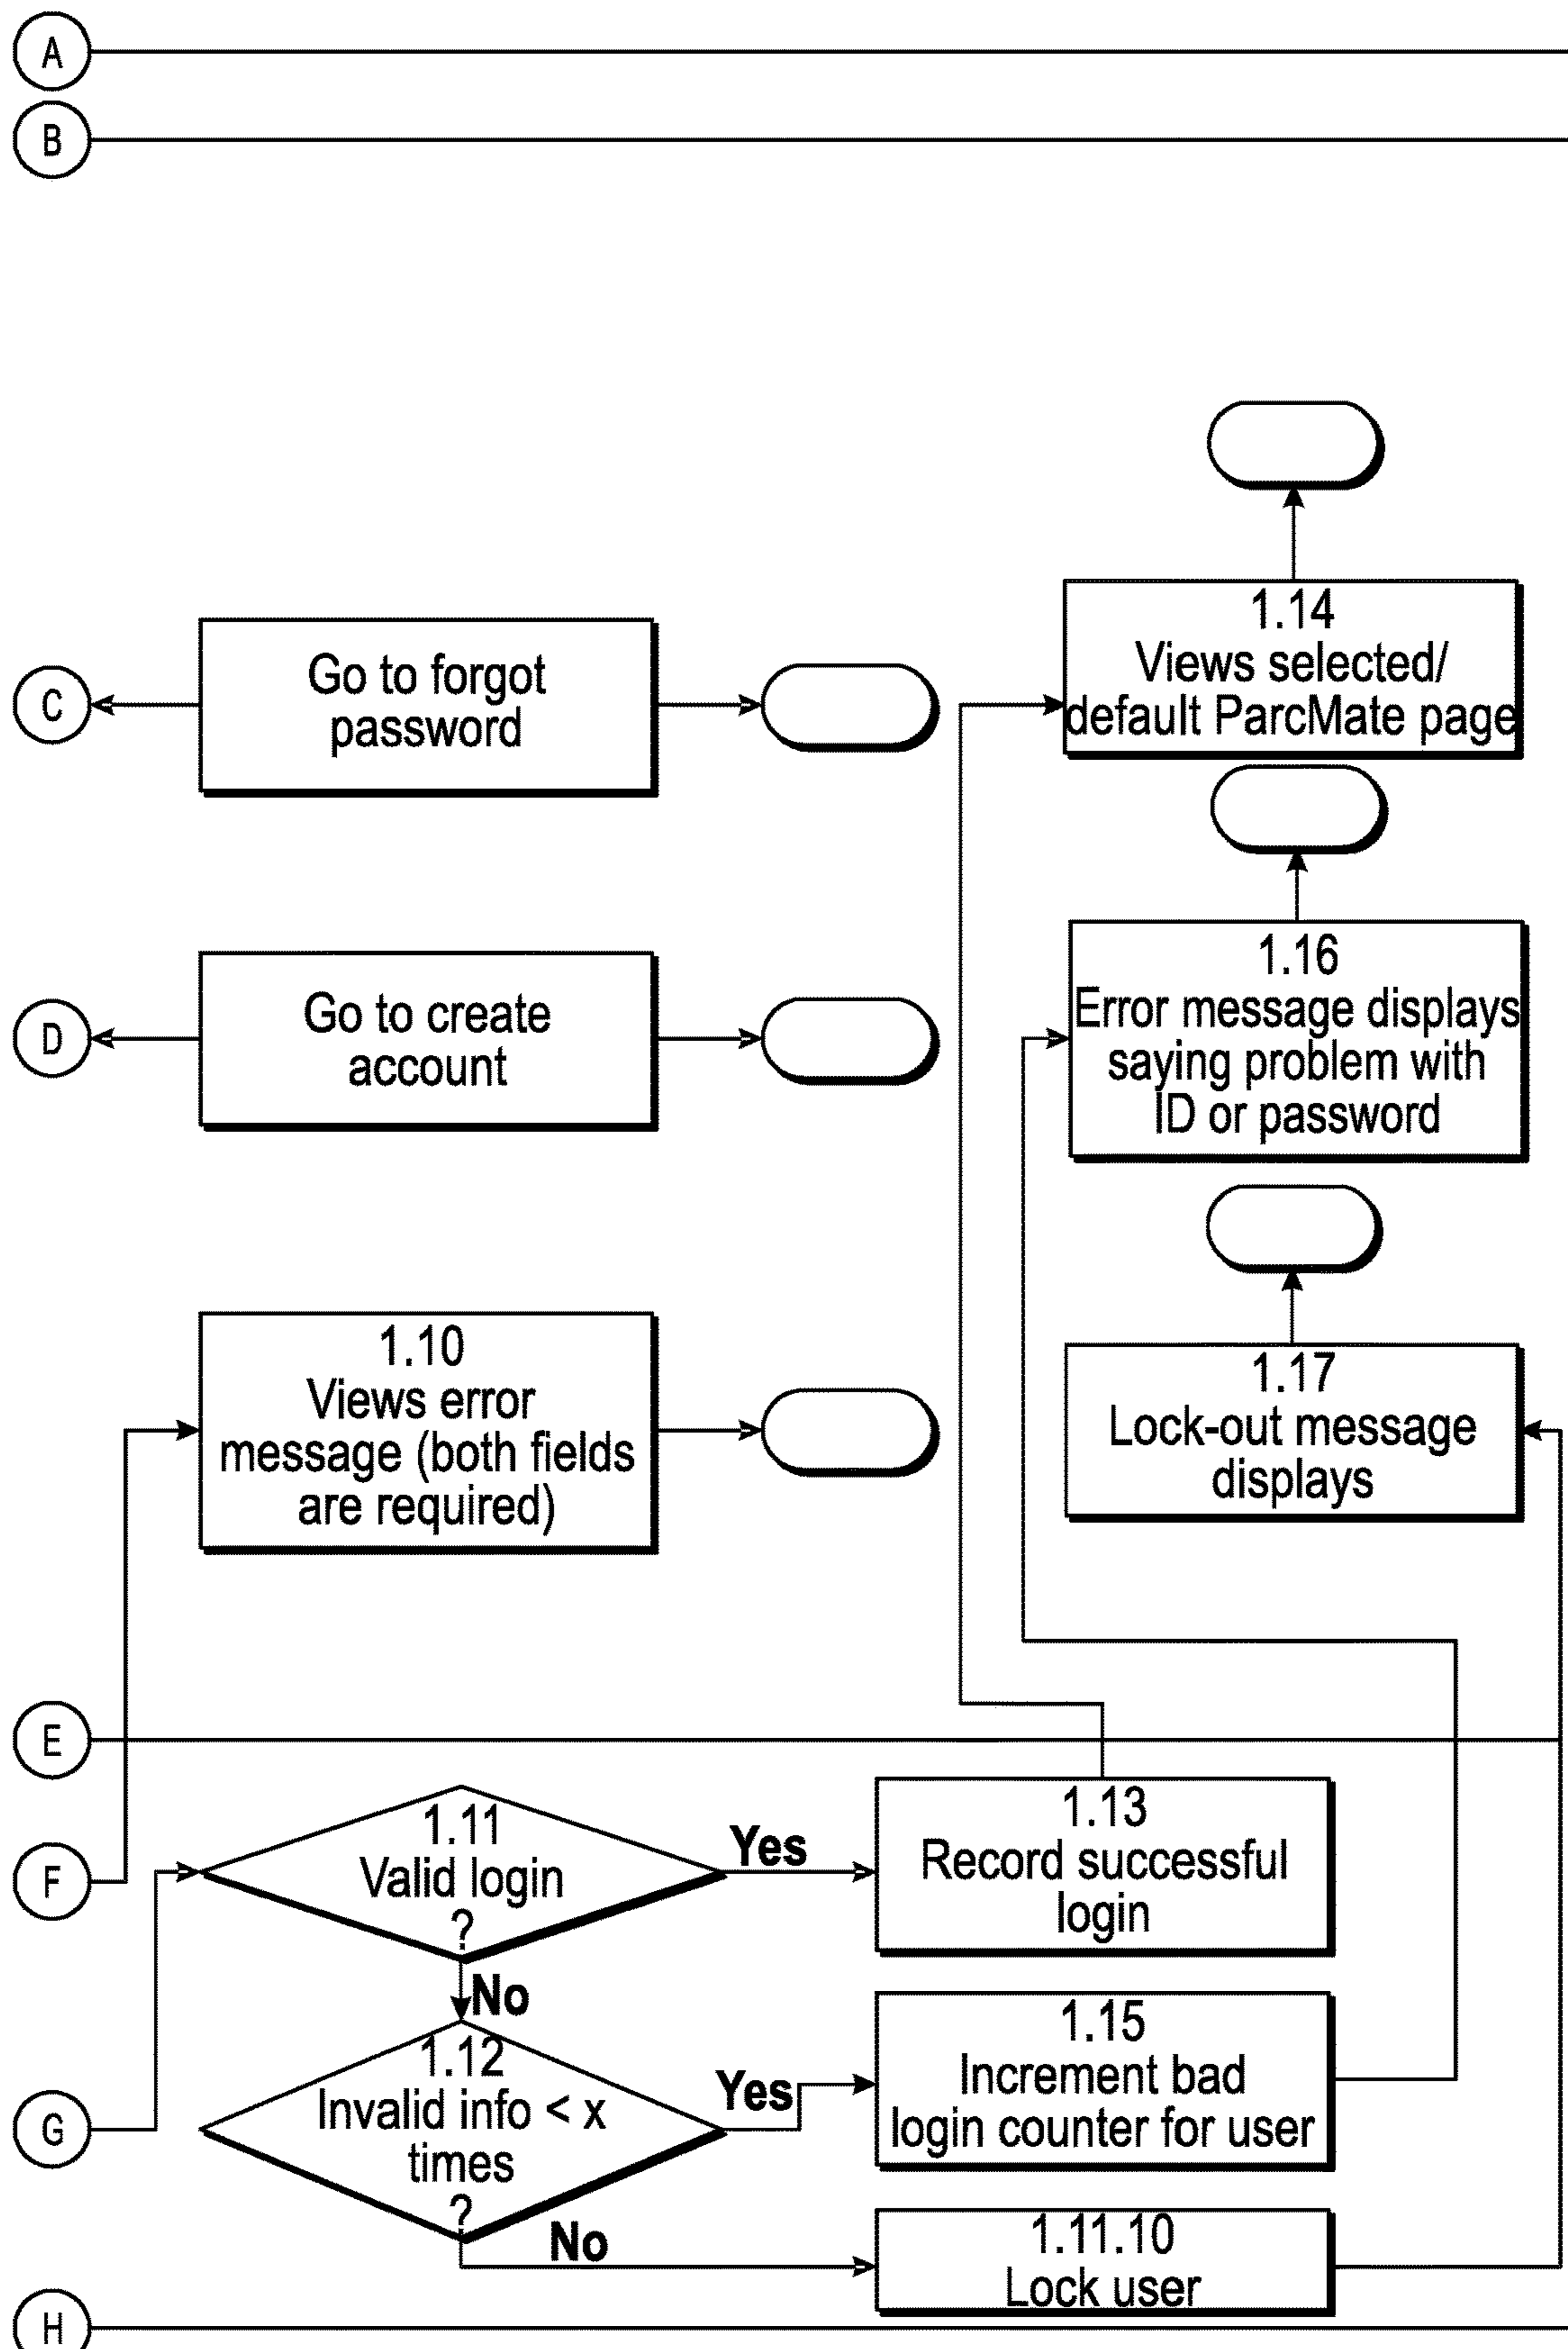 A
B
1.14
Views selected/
default ParcMate page
C
Go to forgot
password
1.16
Error message displays
saying problem with
ID or password
D
Go to create
account
1.10
Views error
message (both fields
are required)
1.17
Lock-out message
displays
E
F
1.11
Valid login
?
Yes
1.13
Record successful
login
No
G
1.12
Invalid info < x
times
?
Yes
1.15
Increment bad
login counter for user
No
1.11.10
Lock user
H